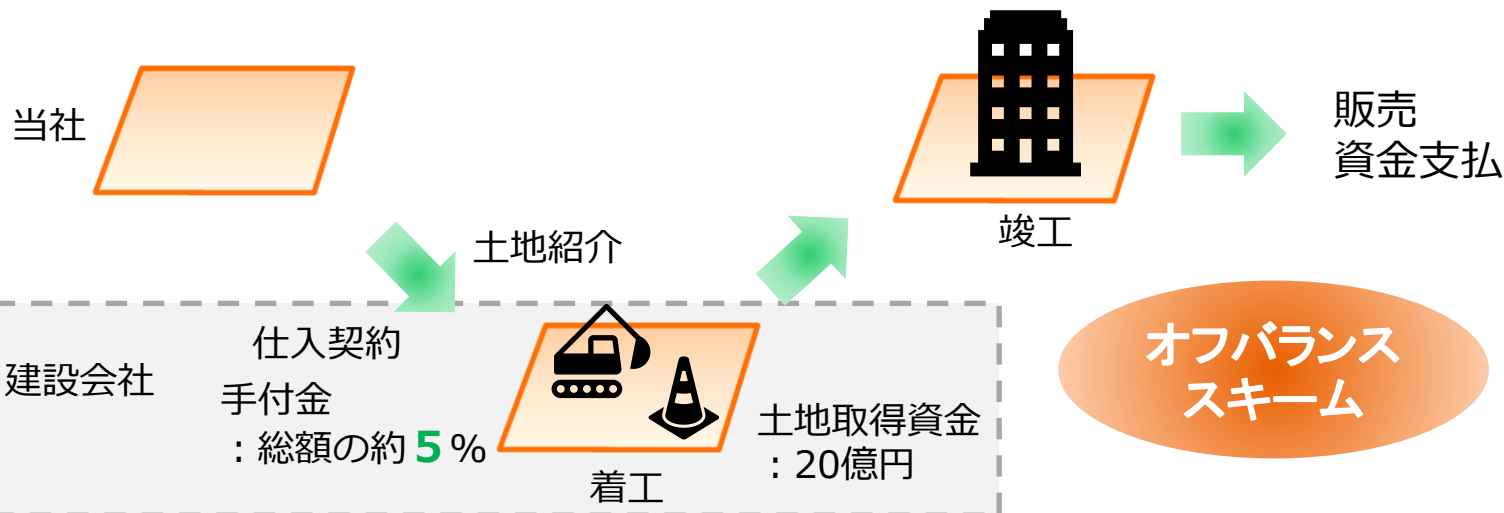 当社
土地紹介
竣工
販売
資金支払
建設会社
仕入契約
手付金
：総額の約5%
着工
土地取得資金
：20億円
オフバランス
スキーム